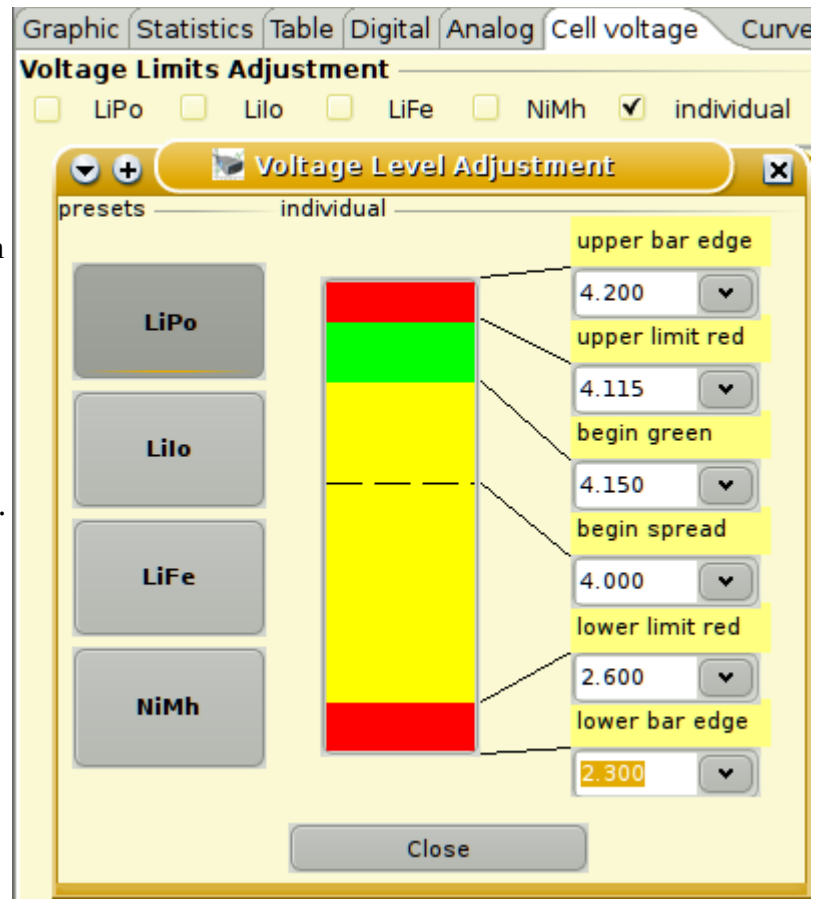 Graphic Statistics Table Digital Analog Cell voltage Curve
Voltage Limits Adjustment
LiPo LiIo LiFe NiMh individual
Voltage Level Adjustment
presets individual
upper bar edge
4.200
LiPo
upper limit red
4.115
begin green
LiIo
4.150
begin spread
LiFe
4.000
lower limit red
2.600
NiMh
lower bar edge
2.300
Close